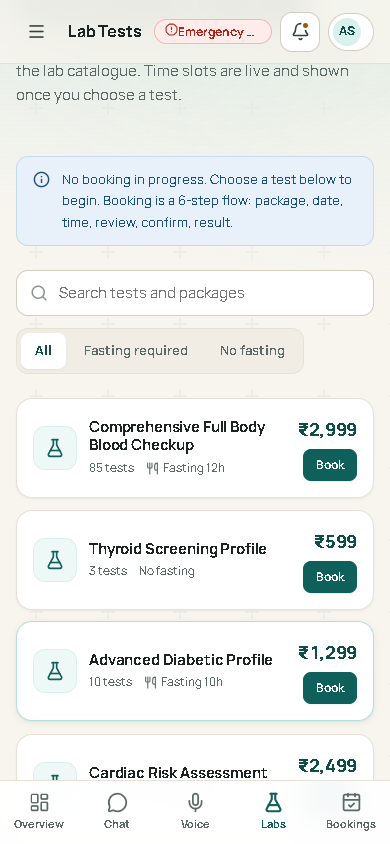 Lab Tests
Emergency ...
AS
the lab catalogue. Time slots are live and shown
once you choose a test.
No booking in progress. Choose a test below to
begin. Booking is a 6-step flow: package, date,
time, review, confirm, result.
Search tests and packages
All Fasting required No fasting
Comprehensive Full Body
Blood Checkup
85 tests Fasting 12h
₹2,999
Book
Thyroid Screening Profile
3 tests No fasting
₹599
Book
Advanced Diabetic Profile
10 tests Fasting 10h
₹1,299
Book
Cardiac Risk Assessment
₹2,499
Overview Chat Voice Labs Bookings